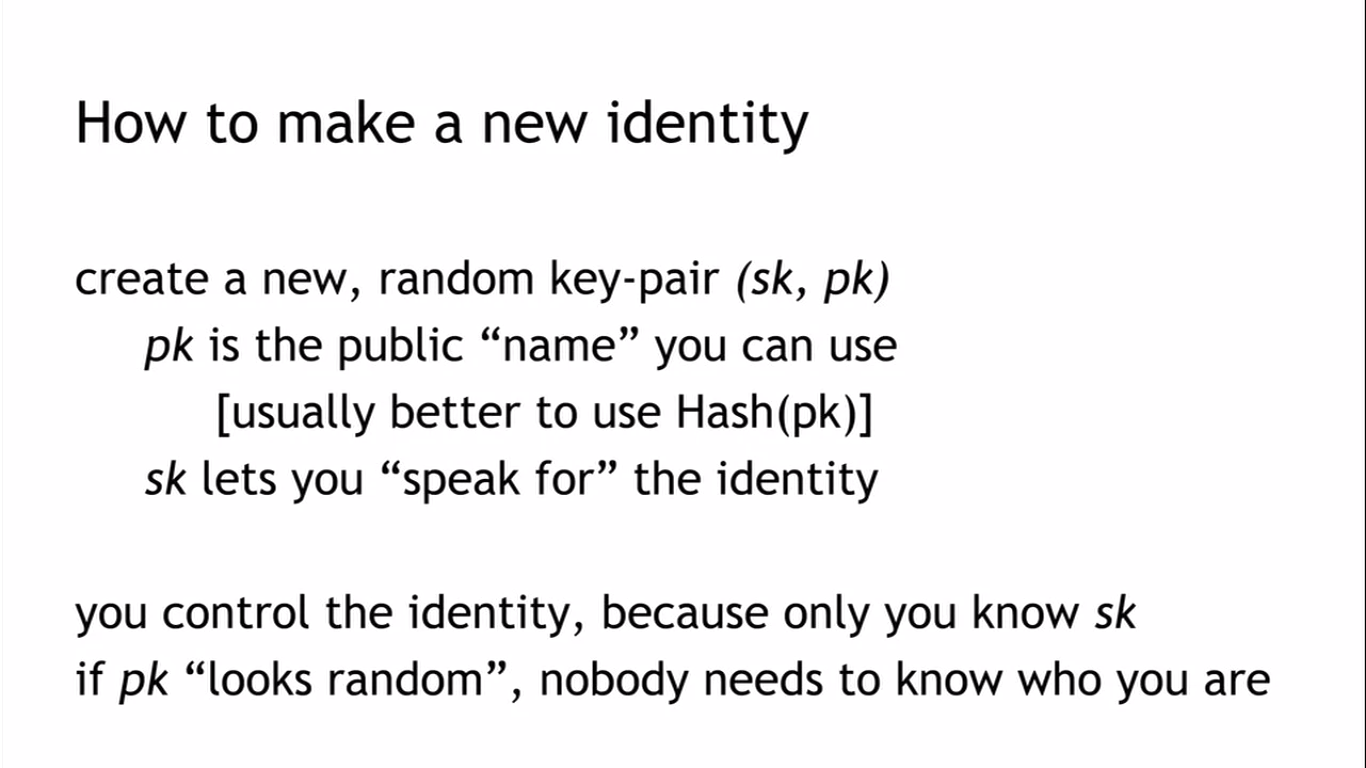 How to make a new identity
create a new, random key-pair (sk, pk)
pk is the public “name” you can use
[usually better to use Hash(pk)]
sk lets you “speak for” the identity
you control the identity, because only you know sk
if pk “looks random”, nobody needs to know who you are